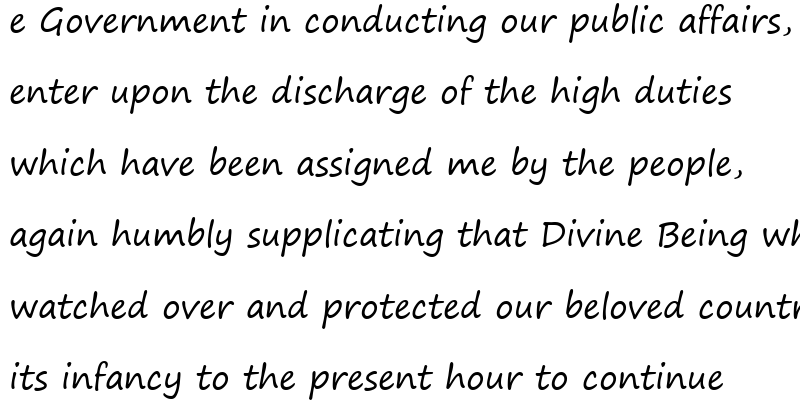 e Government in conducting our public affairs,
enter upon the discharge of the high duties
which have been assigned me by the people,
again humbly supplicating that Divine Being
watched over and protected our beloved
its infancy to the present hour to continue